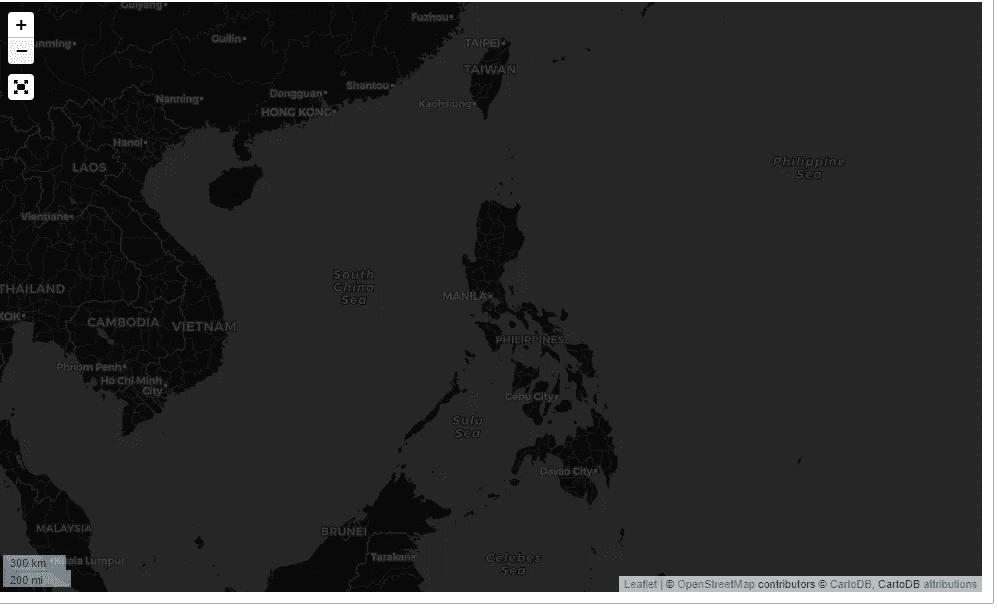 Guiyang
Fuzhou
+
unming
Guilin
TAIPEI
−
TAIWAN
Shantou
Dongguan
Nanning
Kaohsiung
HONG KONG
Hanoi
Philippine
Sea
LAOS
Vientiane
South
China
Sea
THAILAND
MANILA
KOK
CAMBODIA
VIETNAM
PHILIPPINES
Phnom Penh
Ho Chi Minh
City
Cebu City
Sulu
Sea
Davao City
MALAYSIA
BRUNEI
Tarakan
Celebes
Sea
300 km
Kuala Lumpur
200 mi
Leaflet | © OpenStreetMap contributors © CartoDB, CartoDB attributions